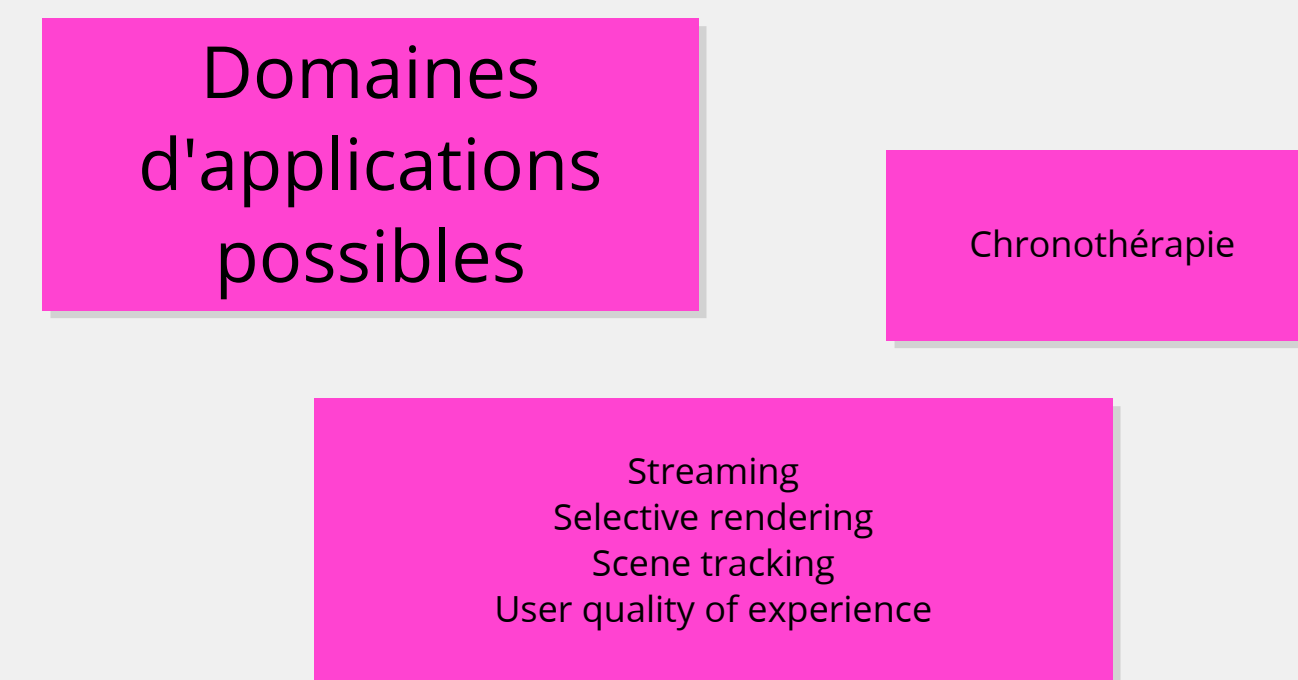 Domaines
d'applications
possibles
Chronothérapie
Streaming
Selective rendering
Scene tracking
User quality of experience